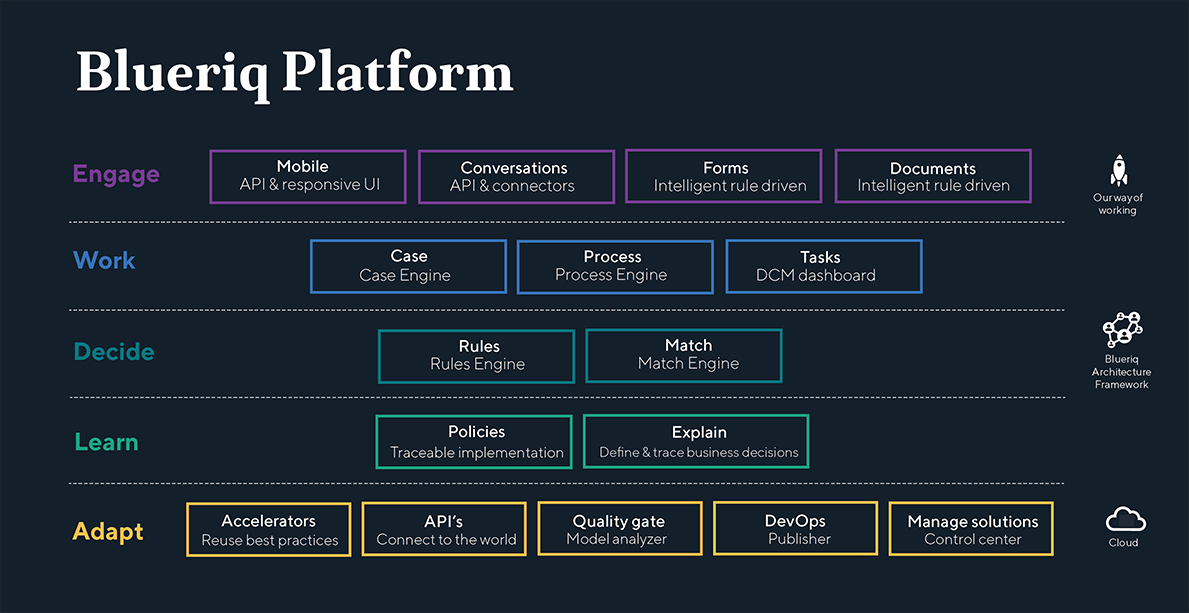 Blueriq Platform
Engage
Mobile
API & responsive UI
Conversations
API & connectors
Forms
Intelligent rule driven
Documents
Intelligent rule driven
Our way of
working
Work
Case
Case Engine
Process
Process Engine
Tasks
DCM dashboard
Decide
Rules
Rules Engine
Match
Match Engine
Blueriq
Architecture
Framework
Learn
Policies
Traceable implementation
Explain
Define & trace business decisions
Adapt
Accelerators
Reuse best practices
API's
Connect to the world
Quality gate
Model analyzer
DevOps
Publisher
Manage solutions
Control center
Cloud